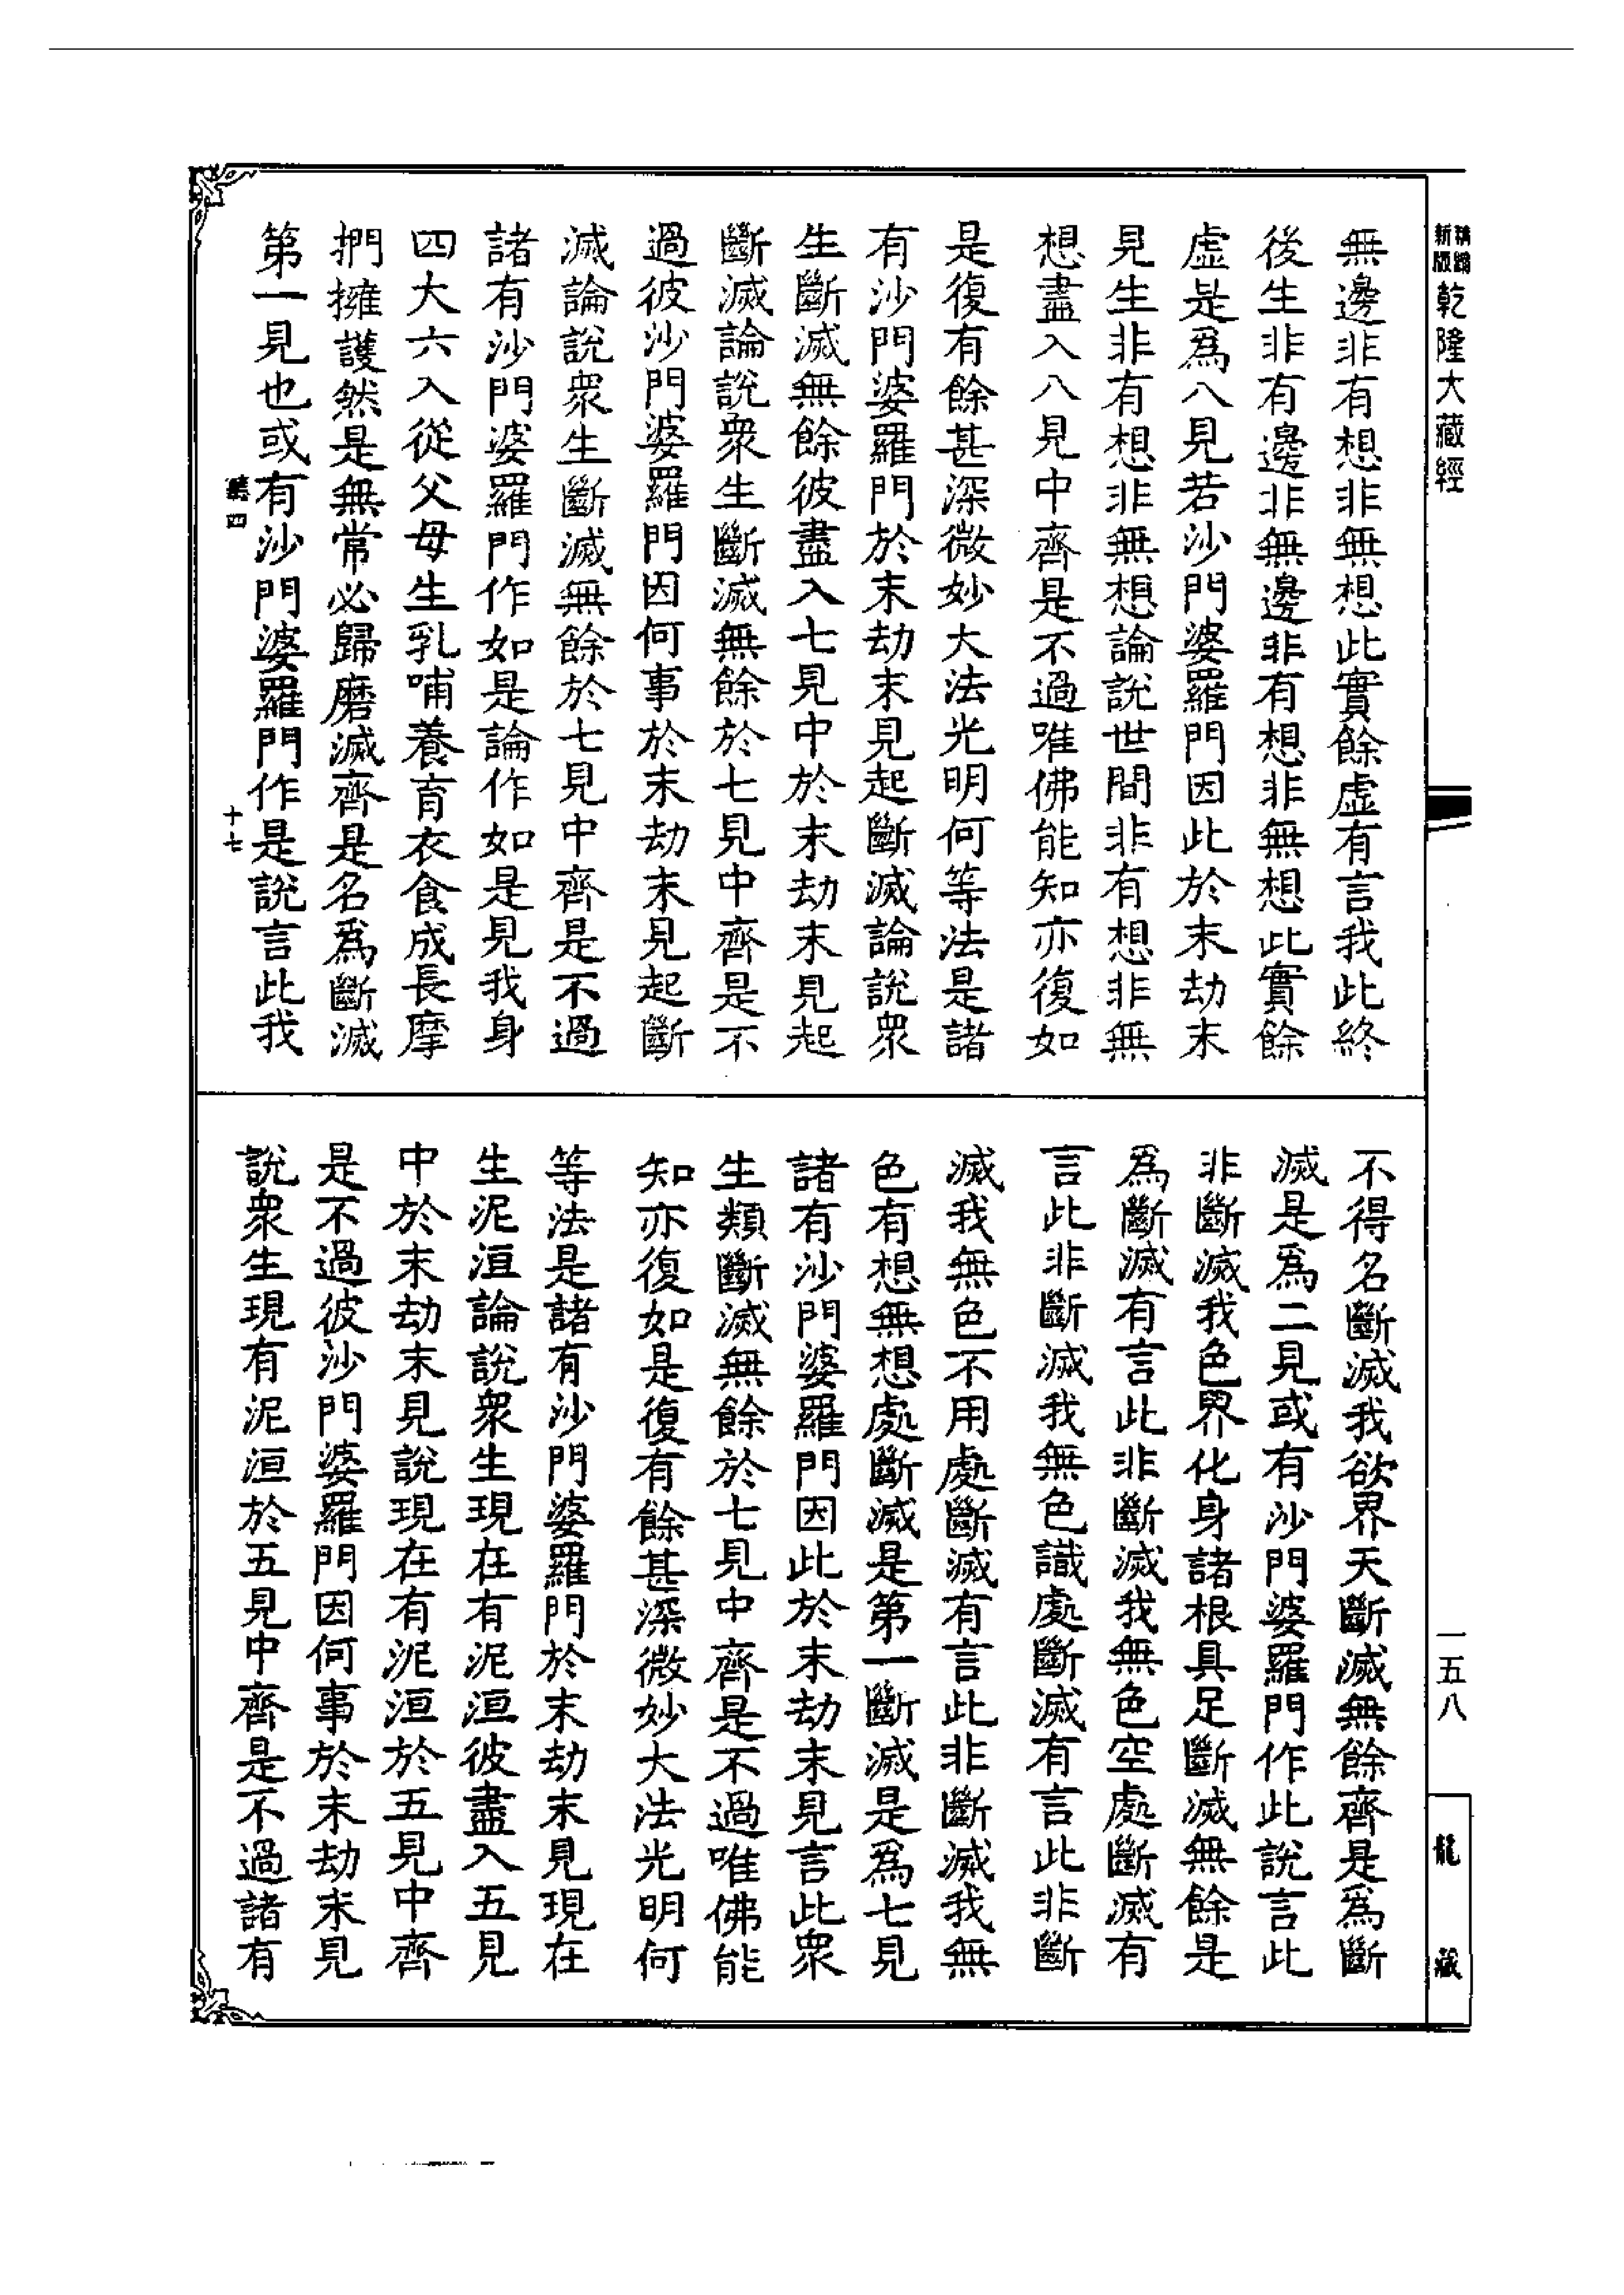 新版
乾隆大藏經
無邊非有想非無想此實餘虛有言我此終
後生非有邊非無邊非有想非無想此實餘
虛是為八見若沙門婆羅門因此於末劫末
見生非有想非無想論說世間非有想非無
想盡入八見中齊是不過唯佛能知亦復如
是復有餘甚深微妙大法光明何等法是諸
有沙門婆羅門於末劫末見起斷滅論說眾
生斷滅無餘彼盡入七見中於末劫末見起
斷滅論說眾生斷滅無餘於七見中齊是不
過彼沙門婆羅門因何事於末劫末見起斷
滅論說眾生斷滅無餘於七見中齊是不過
諸有沙門婆羅門作如是論作如是見我身
四大六入從父母生乳哺養育衣食成長摩
捫擁護然是無常必歸磨滅齊是名為斷滅
第一見也或有沙門婆羅門作是說言此我
四
十七
不得名斷滅我欲界天斷滅無餘齊是為斷
滅是為二見或有沙門婆羅門作此說言此
非斷滅我色界化身諸根具足斷滅無餘是
為斷滅有言此非斷滅我無色空處斷滅有
言此非斷滅我無色識處斷滅有言此非斷
滅我無色不用處斷滅有言此非斷滅我無
色有想無想處斷滅是第一斷滅是為七見
諸有沙門婆羅門因此於末劫末見言此眾
生類斷滅無餘於七見中齊是不過唯佛能
知亦復如是復有餘甚深微妙大法光明何
等法是諸有沙門婆羅門於末劫末見現在
生泥洹論說眾生現在有泥洹彼盡入五見
中於末劫末見說現在有泥洹於五見中齊
是不過彼沙門婆羅門因何事於末劫末見
說眾生現有泥洹於五見中齊是不過諸有
一五八
龍藏